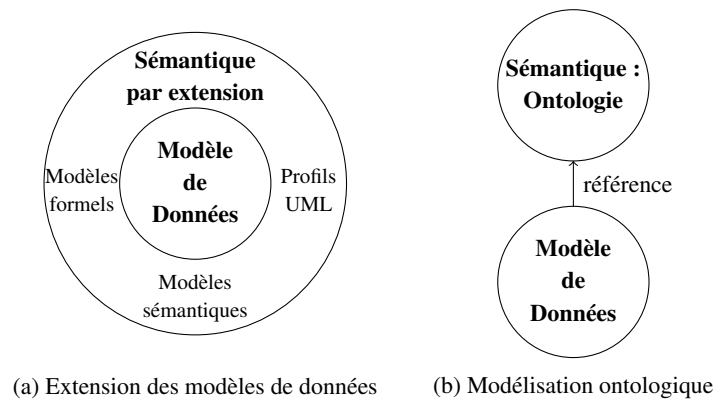 Sémantique
par extension
Modèle
de
Données
Modèles
formels
Profils
UML
Modèles
sémantiques
(a) Extension des modèles de données
Sémantique :
Ontologie
référence
Modèle
de
Données
(b) Modélisation ontologique